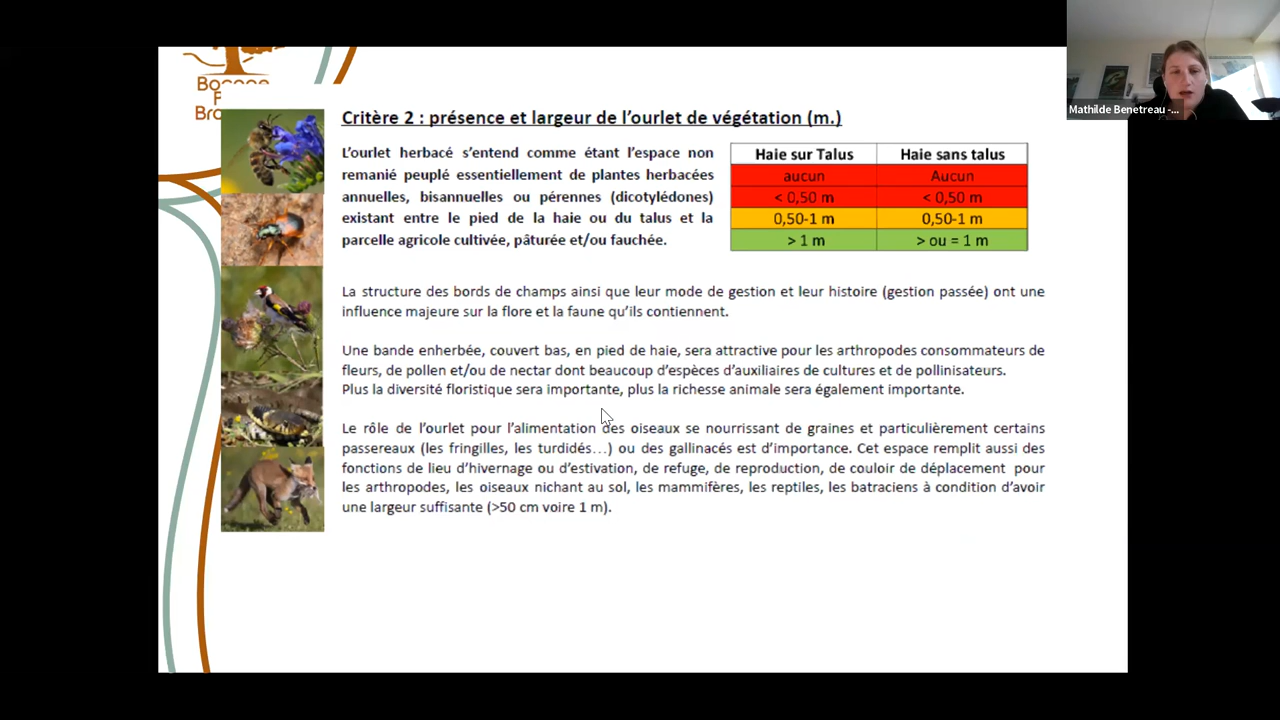 Mathilde Benetreau -...
Critère 2 : présence et largeur de l'ourlet de végétation (m.)
L'ourlet herbacé s'entend comme étant l'espace non
remanié peuplé essentiellement de plantes herbacées
annuelles, bisannuelles ou pérennes (dicotylédones)
existant entre le pied de la haie ou du talus et la
parcelle agricole cultivée, pâturée et/ou fauchée.
Haie sur Talus Haie sans talus
aucun Aucun
< 0,50 m < 0,50 m
0,50-1 m 0,50-1 m
> 1 m > ou = 1 m
La structure des bords de champs ainsi que leur mode de gestion et leur histoire (gestion passée) ont une
influence majeure sur la flore et la faune qu'ils contiennent.
Une bande enherbée, couvert bas, en pied de haie, sera attractive pour les arthropodes consommateurs de
fleurs, de pollen et/ou de nectar dont beaucoup d'espèces d'auxiliaires de cultures et de pollinisateurs.
Plus la diversité floristique sera importante, plus la richesse animale sera également importante.
Le rôle de l'ourlet pour l'alimentation des oiseaux se nourrissant de graines et particulièrement certains
passereaux (les fringilles, les turdidés...) ou des gallinacés est d'importance. Cet espace remplit aussi des
fonctions de lieu d'hivernage ou d'estivation, de refuge, de reproduction, de couloir de déplacement pour
les arthropodes, les oiseaux nichant au sol, les mammifères, les reptiles, les batraciens à condition d'avoir
une largeur suffisante (>50 cm voire 1 m).